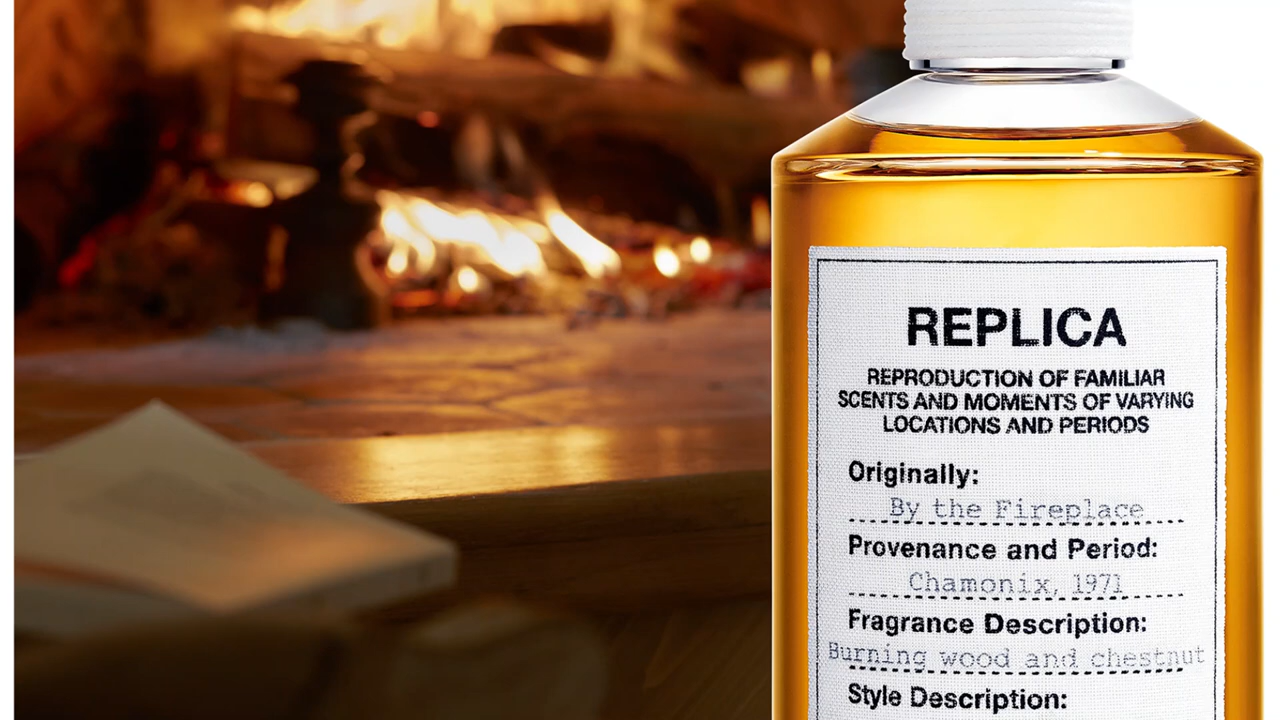 REPLICA
REPRODUCTION OF FAMILIAR
SCENTS AND MOMENTS OF VARYING
LOCATIONS AND PERIODS
Originally:
By the Fireplace
Provenance and Period:
Chamonix, 1971
Fragrance Description:
Burning wood and chestnut
Style Description: